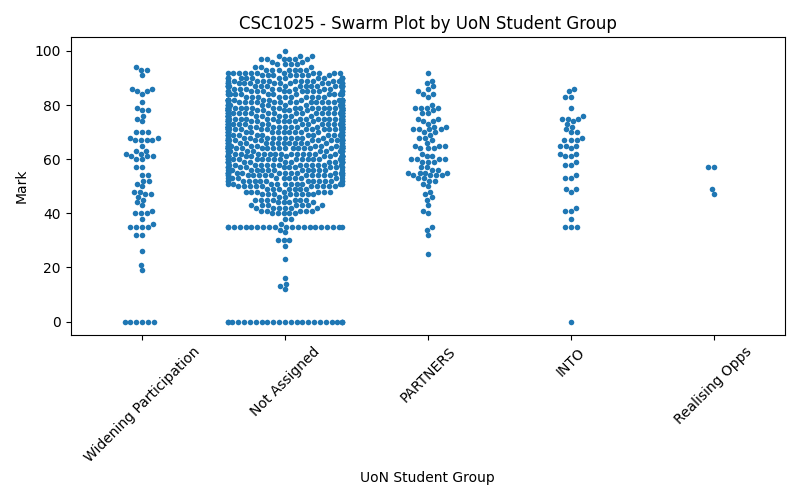 CSC1025 - Swarm Plot by UoN Student Group
Mark
100
80
60
40
20
0
Widening Participation
Not Assigned
PARTNERS
INTO
Realising Opps
UoN Student Group